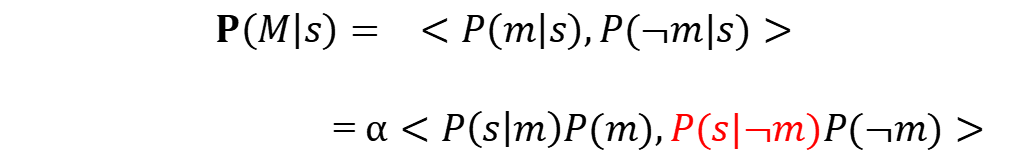 P(M|s) = < P(m|s), P(¬m|s) >
= α < P(s|m)P(m), P(s|¬m)P(¬m) >